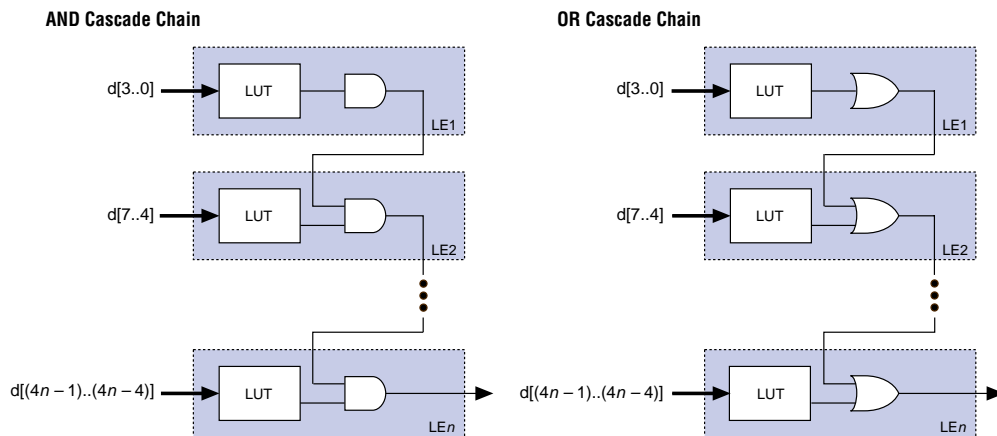 AND Cascade Chain
d[3..0]
LUT
LE1
d[7..4]
LUT
LE2
d[(4n – 1)..(4n – 4)]
LUT
LEn
OR Cascade Chain
d[3..0]
LUT
LE1
d[7..4]
LUT
LE2
d[(4n – 1)..(4n – 4)]
LUT
LEn